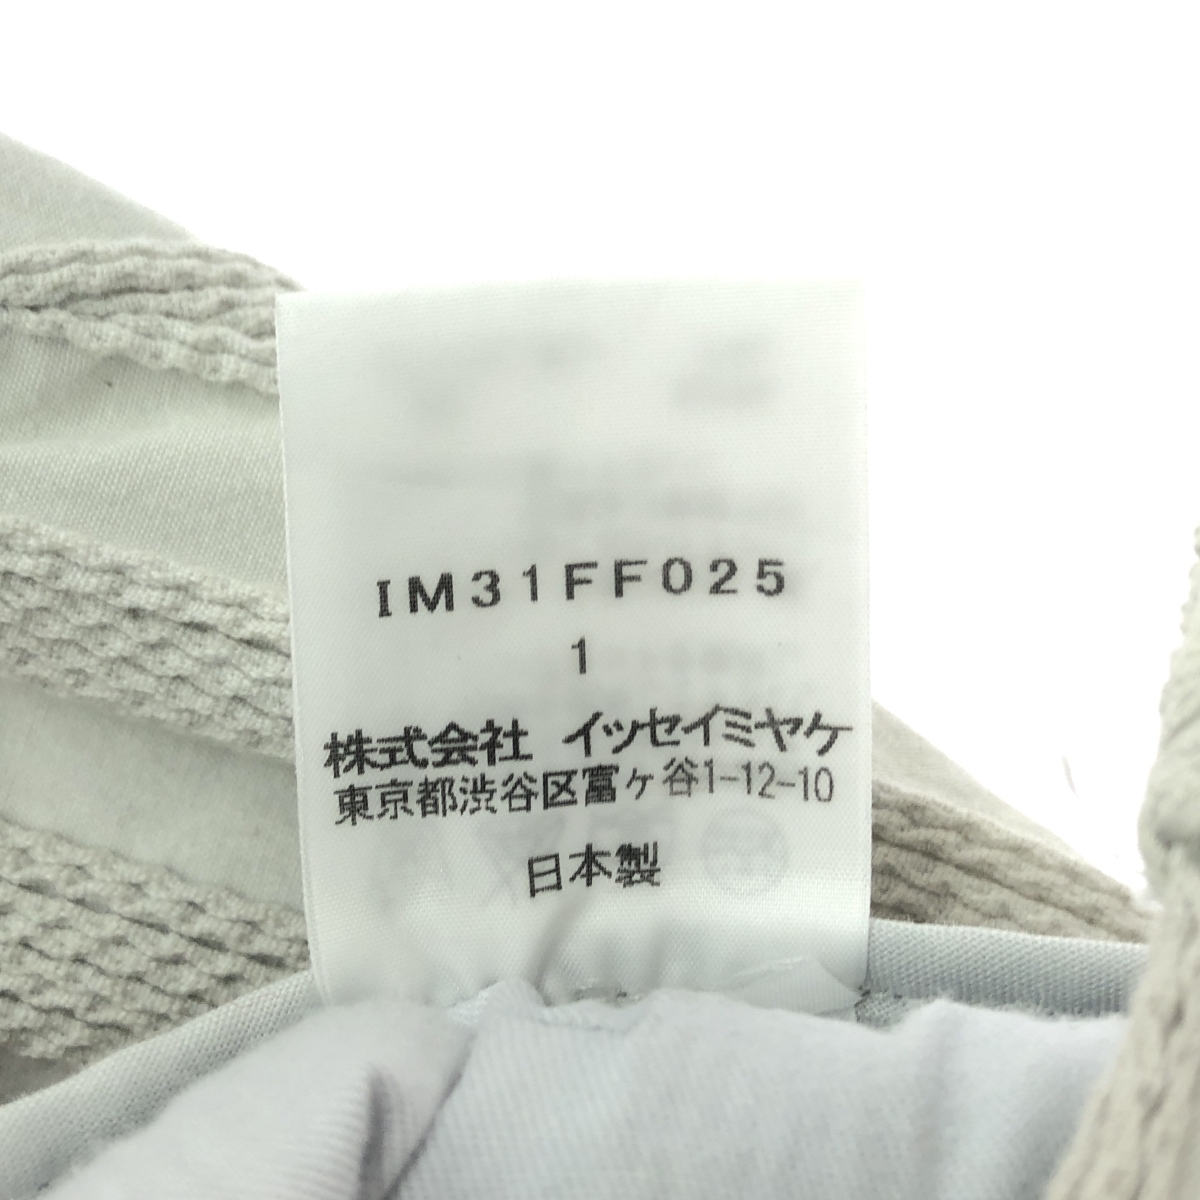 IM31FF025
1
株式会社 イッセイミヤケ
東京都渋谷区富ヶ谷1-12-10
日本製